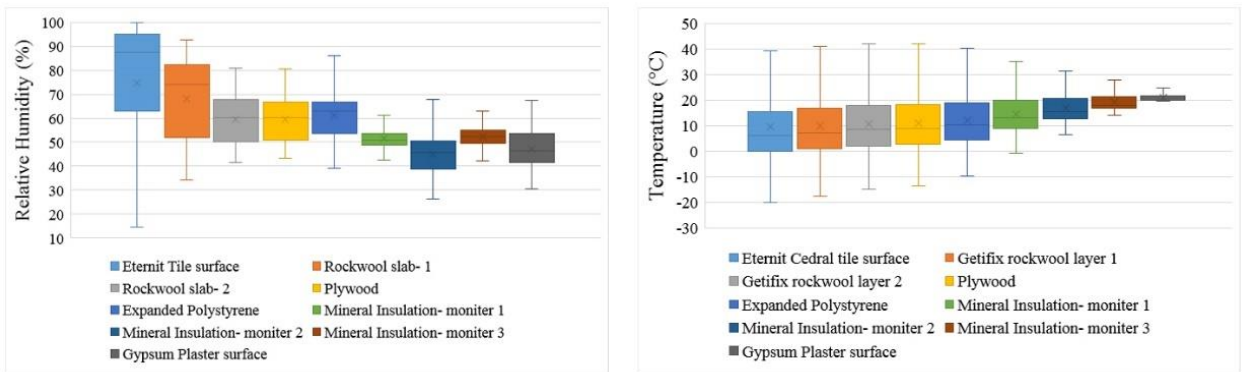 Relative Humidity (%)
100
90
80
70
60
50
40
30
20
10
Eternit Tile surface
Rockwool slab- 1
Rockwool slab- 2
Plywood
Expanded Polystyrene
Mineral Insulation- moniter 1
Mineral Insulation- moniter 2
Mineral Insulation- moniter 3
Gypsum Plaster surface
Temperature (°C)
50
40
30
20
10
0
-10
-20
-30
Eternit Cedral tile surface
Getifix rockwool layer 1
Getifix rockwool layer 2
Plywood
Expanded Polystyrene
Mineral Insulation- moniter 1
Mineral Insulation- moniter 2
Mineral Insulation- moniter 3
Gypsum Plaster surface